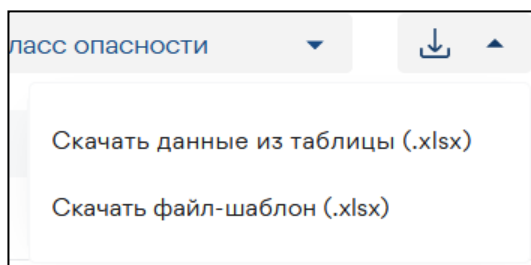 ласс опасности
Скачать данные из таблицы (.xlsx)
Скачать файл-шаблон (.xlsx)